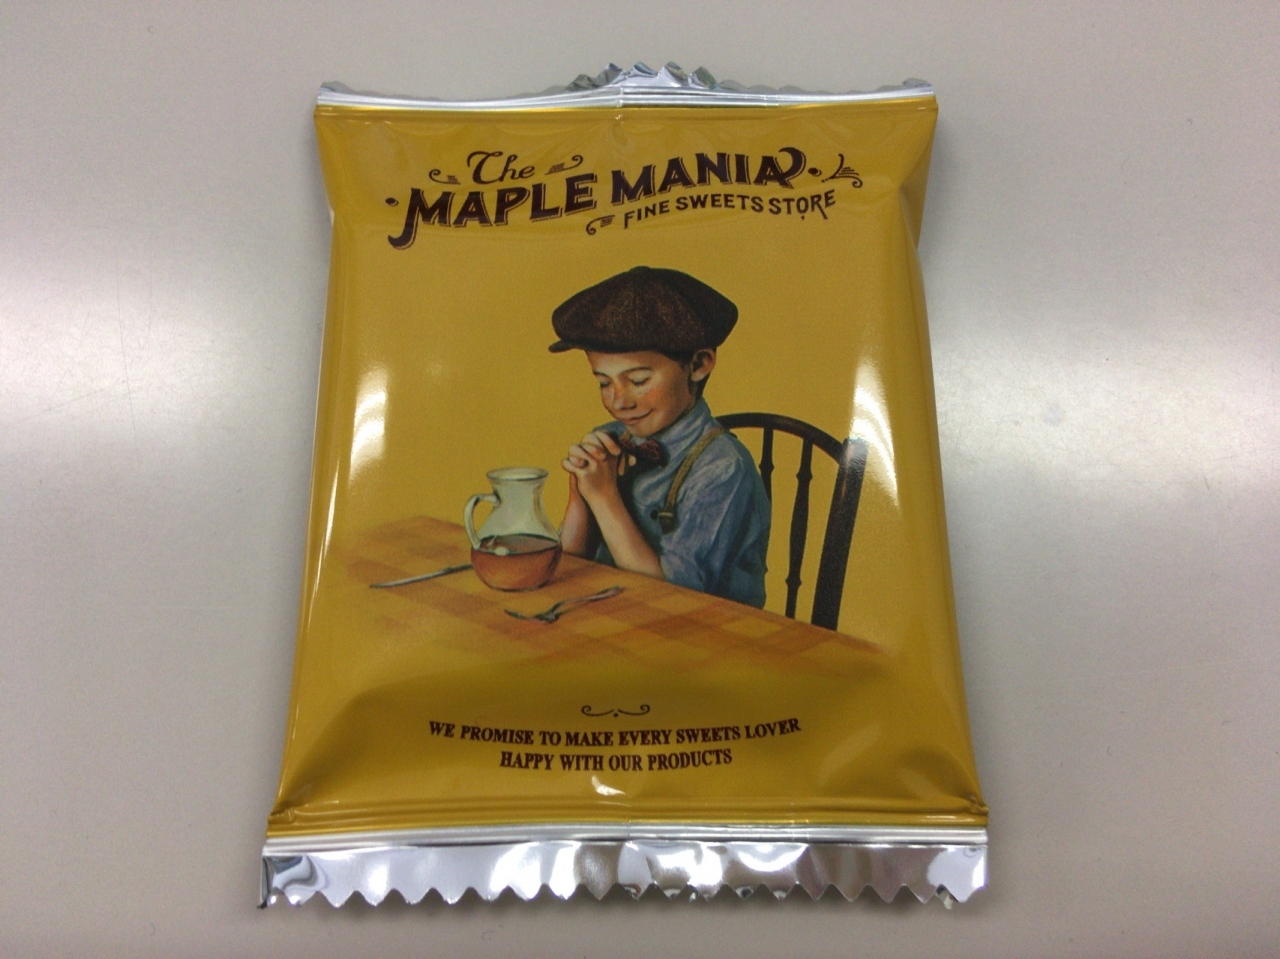 The
MAPLE MANIA
FINE SWEETS STORE
WE PROMISE TO MAKE EVERY SWEETS LOVER
HAPPY WITH OUR PRODUCTS